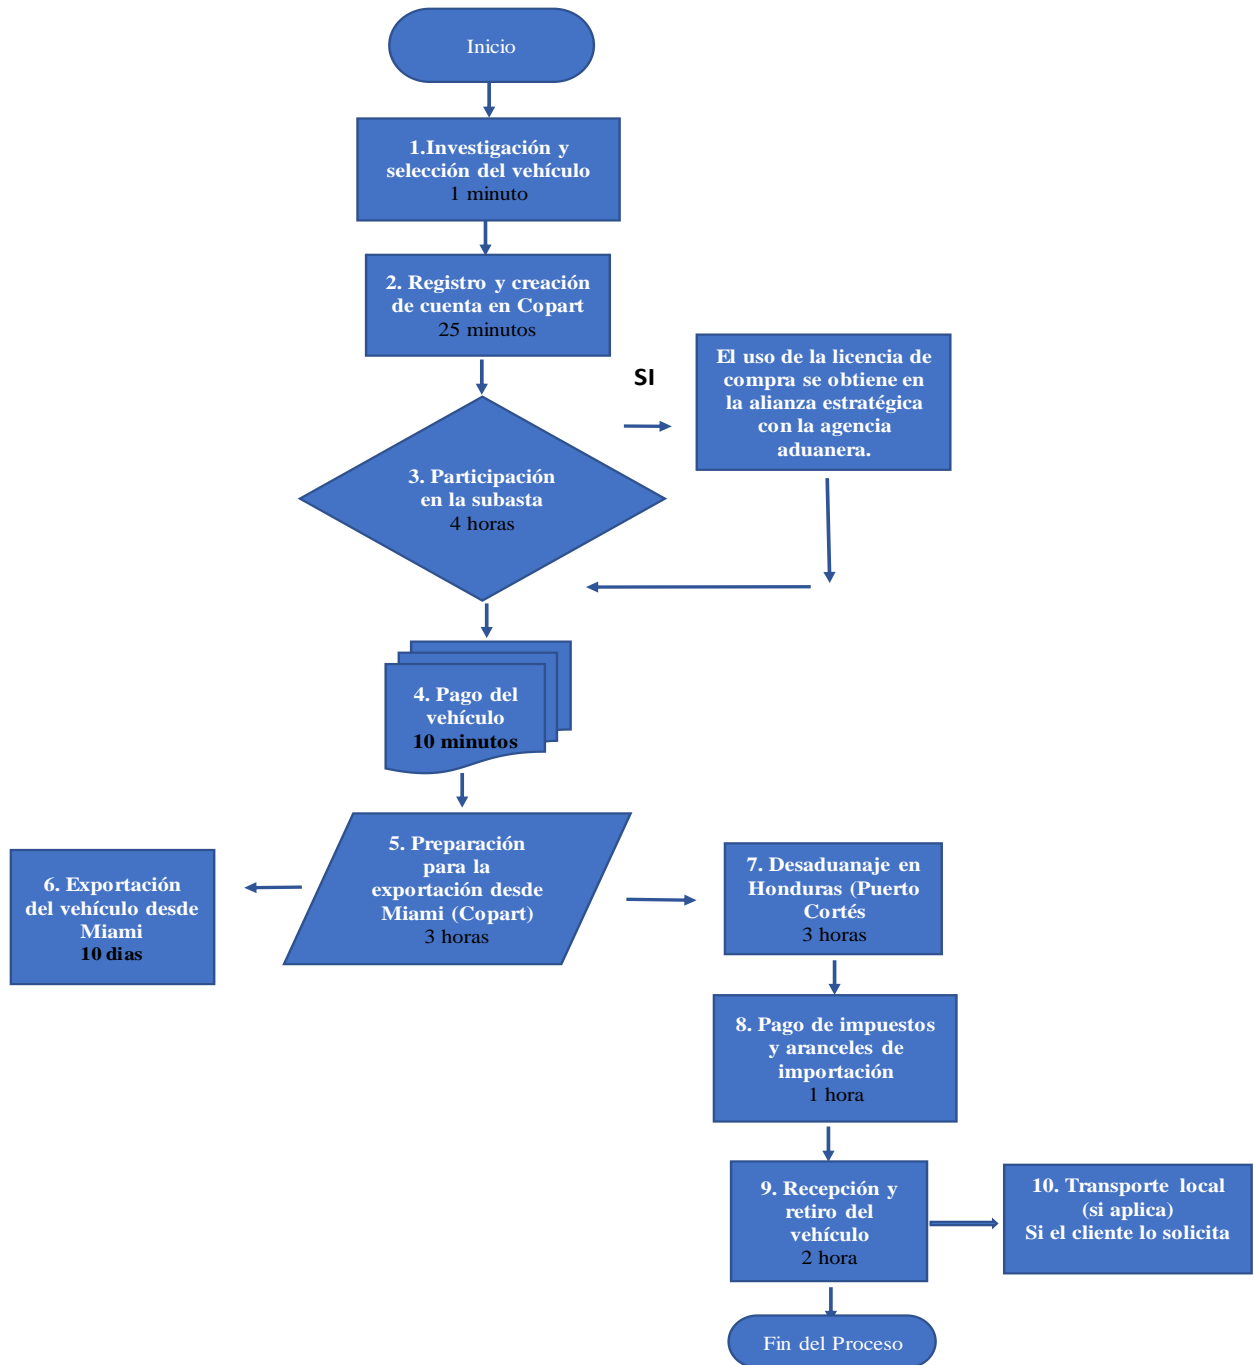 Inicio
1.Investigación y
selección del vehículo
1 minuto
2. Registro y creación
de cuenta en Copart
25 minutos
SI
El uso de la licencia de
compra se obtiene en
la alianza estratégica
con la agencia
aduanera.
3. Participación
en la subasta
4 horas
4. Pago del
vehículo
10 minutos
5. Preparación
para la
exportación desde
Miami (Copart)
3 horas
6. Exportación
del vehículo desde
Miami
10 dias
7. Desaduanaje en
Honduras (Puerto
Cortés
3 horas
8. Pago de impuestos
y aranceles de
importación
1 hora
9. Recepción y
retiro del
vehículo
2 hora
10. Transporte local
(si aplica)
Si el cliente lo solicita
Fin del Proceso